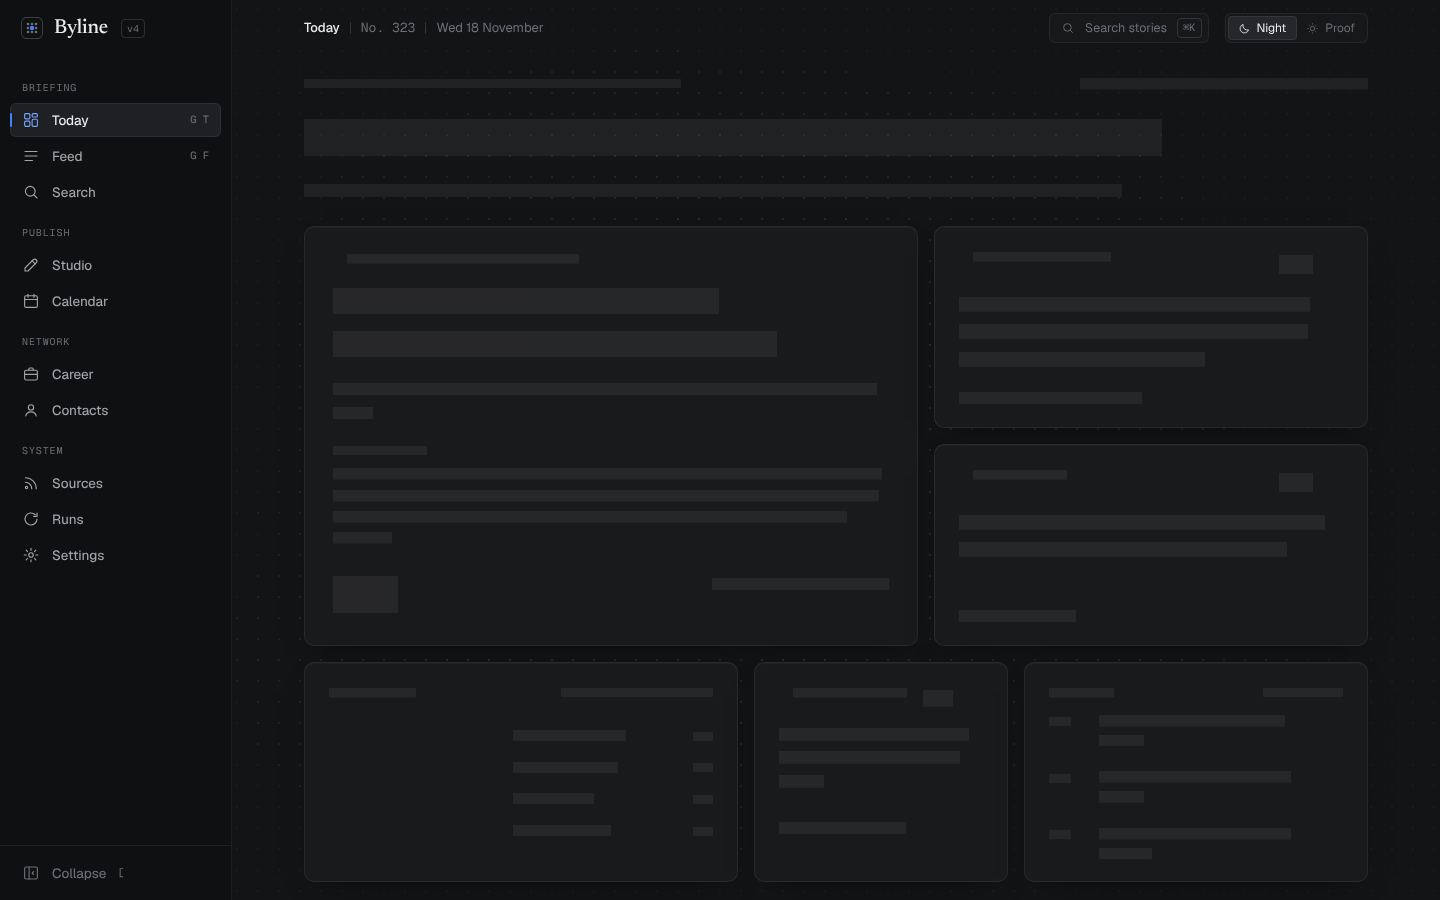 Byline v4
Today No. 323 Wed 18 November
Search stories ⌘K
Night Proof
BRIEFING
Today G T
Feed G F
Search
PUBLISH
Studio
Calendar
NETWORK
Career
Contacts
SYSTEM
Sources
Runs
Settings
Collapse [